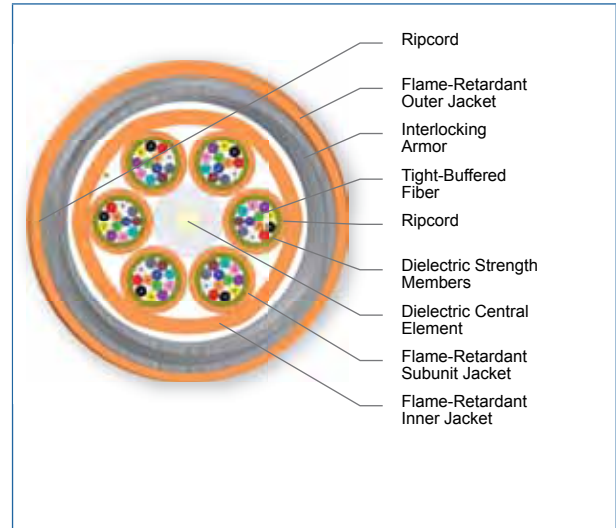 Ripcord
Flame-Retardant
Outer Jacket
Interlocking
Armor
Tight-Buffered
Fiber
Ripcord
Dielectric Strength
Members
Dielectric Central
Element
Flame-Retardant
Subunit Jacket
Flame-Retardant
Inner Jacket